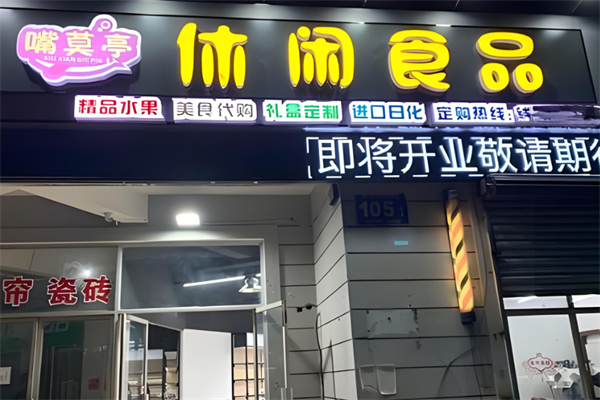 嘴莫亭
休闲食品
精品水果 美食代购 礼盒定制 进口日化 定购热线:
即将开业敬请期待
105
帘 瓷砖